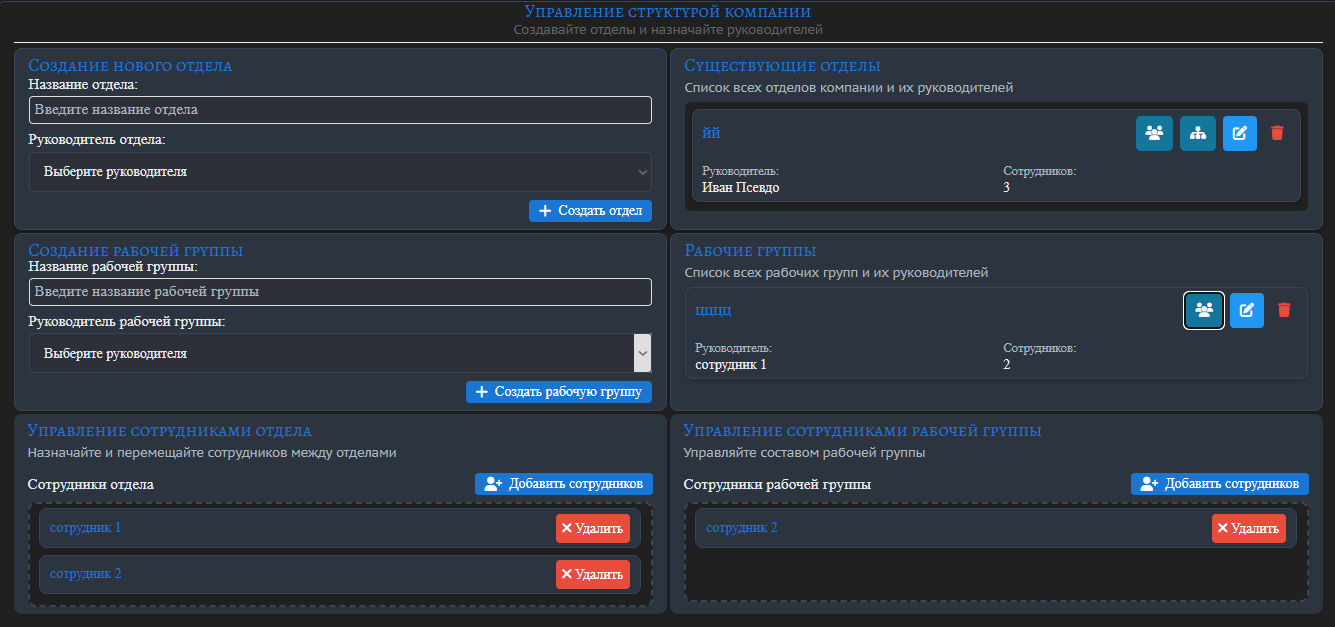 Управление структурой компании
Создавайте отделы и назначайте руководителей
Создание нового отдела
Название отдела:
Введите название отдела
Руководитель отдела:
Выберите руководителя
Создать отдел
Существующие отделы
Список всех отделов компании и их руководителей
йй
Руководитель:
Иван Псевдо
Сотрудников:
3
Создание рабочей группы
Название рабочей группы:
Введите название рабочей группы
Руководитель рабочей группы:
Выберите руководителя
Создать рабочую группу
Рабочие группы
Список всех рабочих групп и их руководителей
цццц
Руководитель:
сотрудник 1
Сотрудников:
2
Управление сотрудниками отдела
Назначайте и перемещайте сотрудников между отделами
Сотрудники отдела
Добавить сотрудников
сотрудник 1
Удалить
сотрудник 2
Удалить
Управление сотрудниками рабочей группы
Управляйте составом рабочей группы
Сотрудники рабочей группы
Добавить сотрудников
сотрудник 2
Удалить